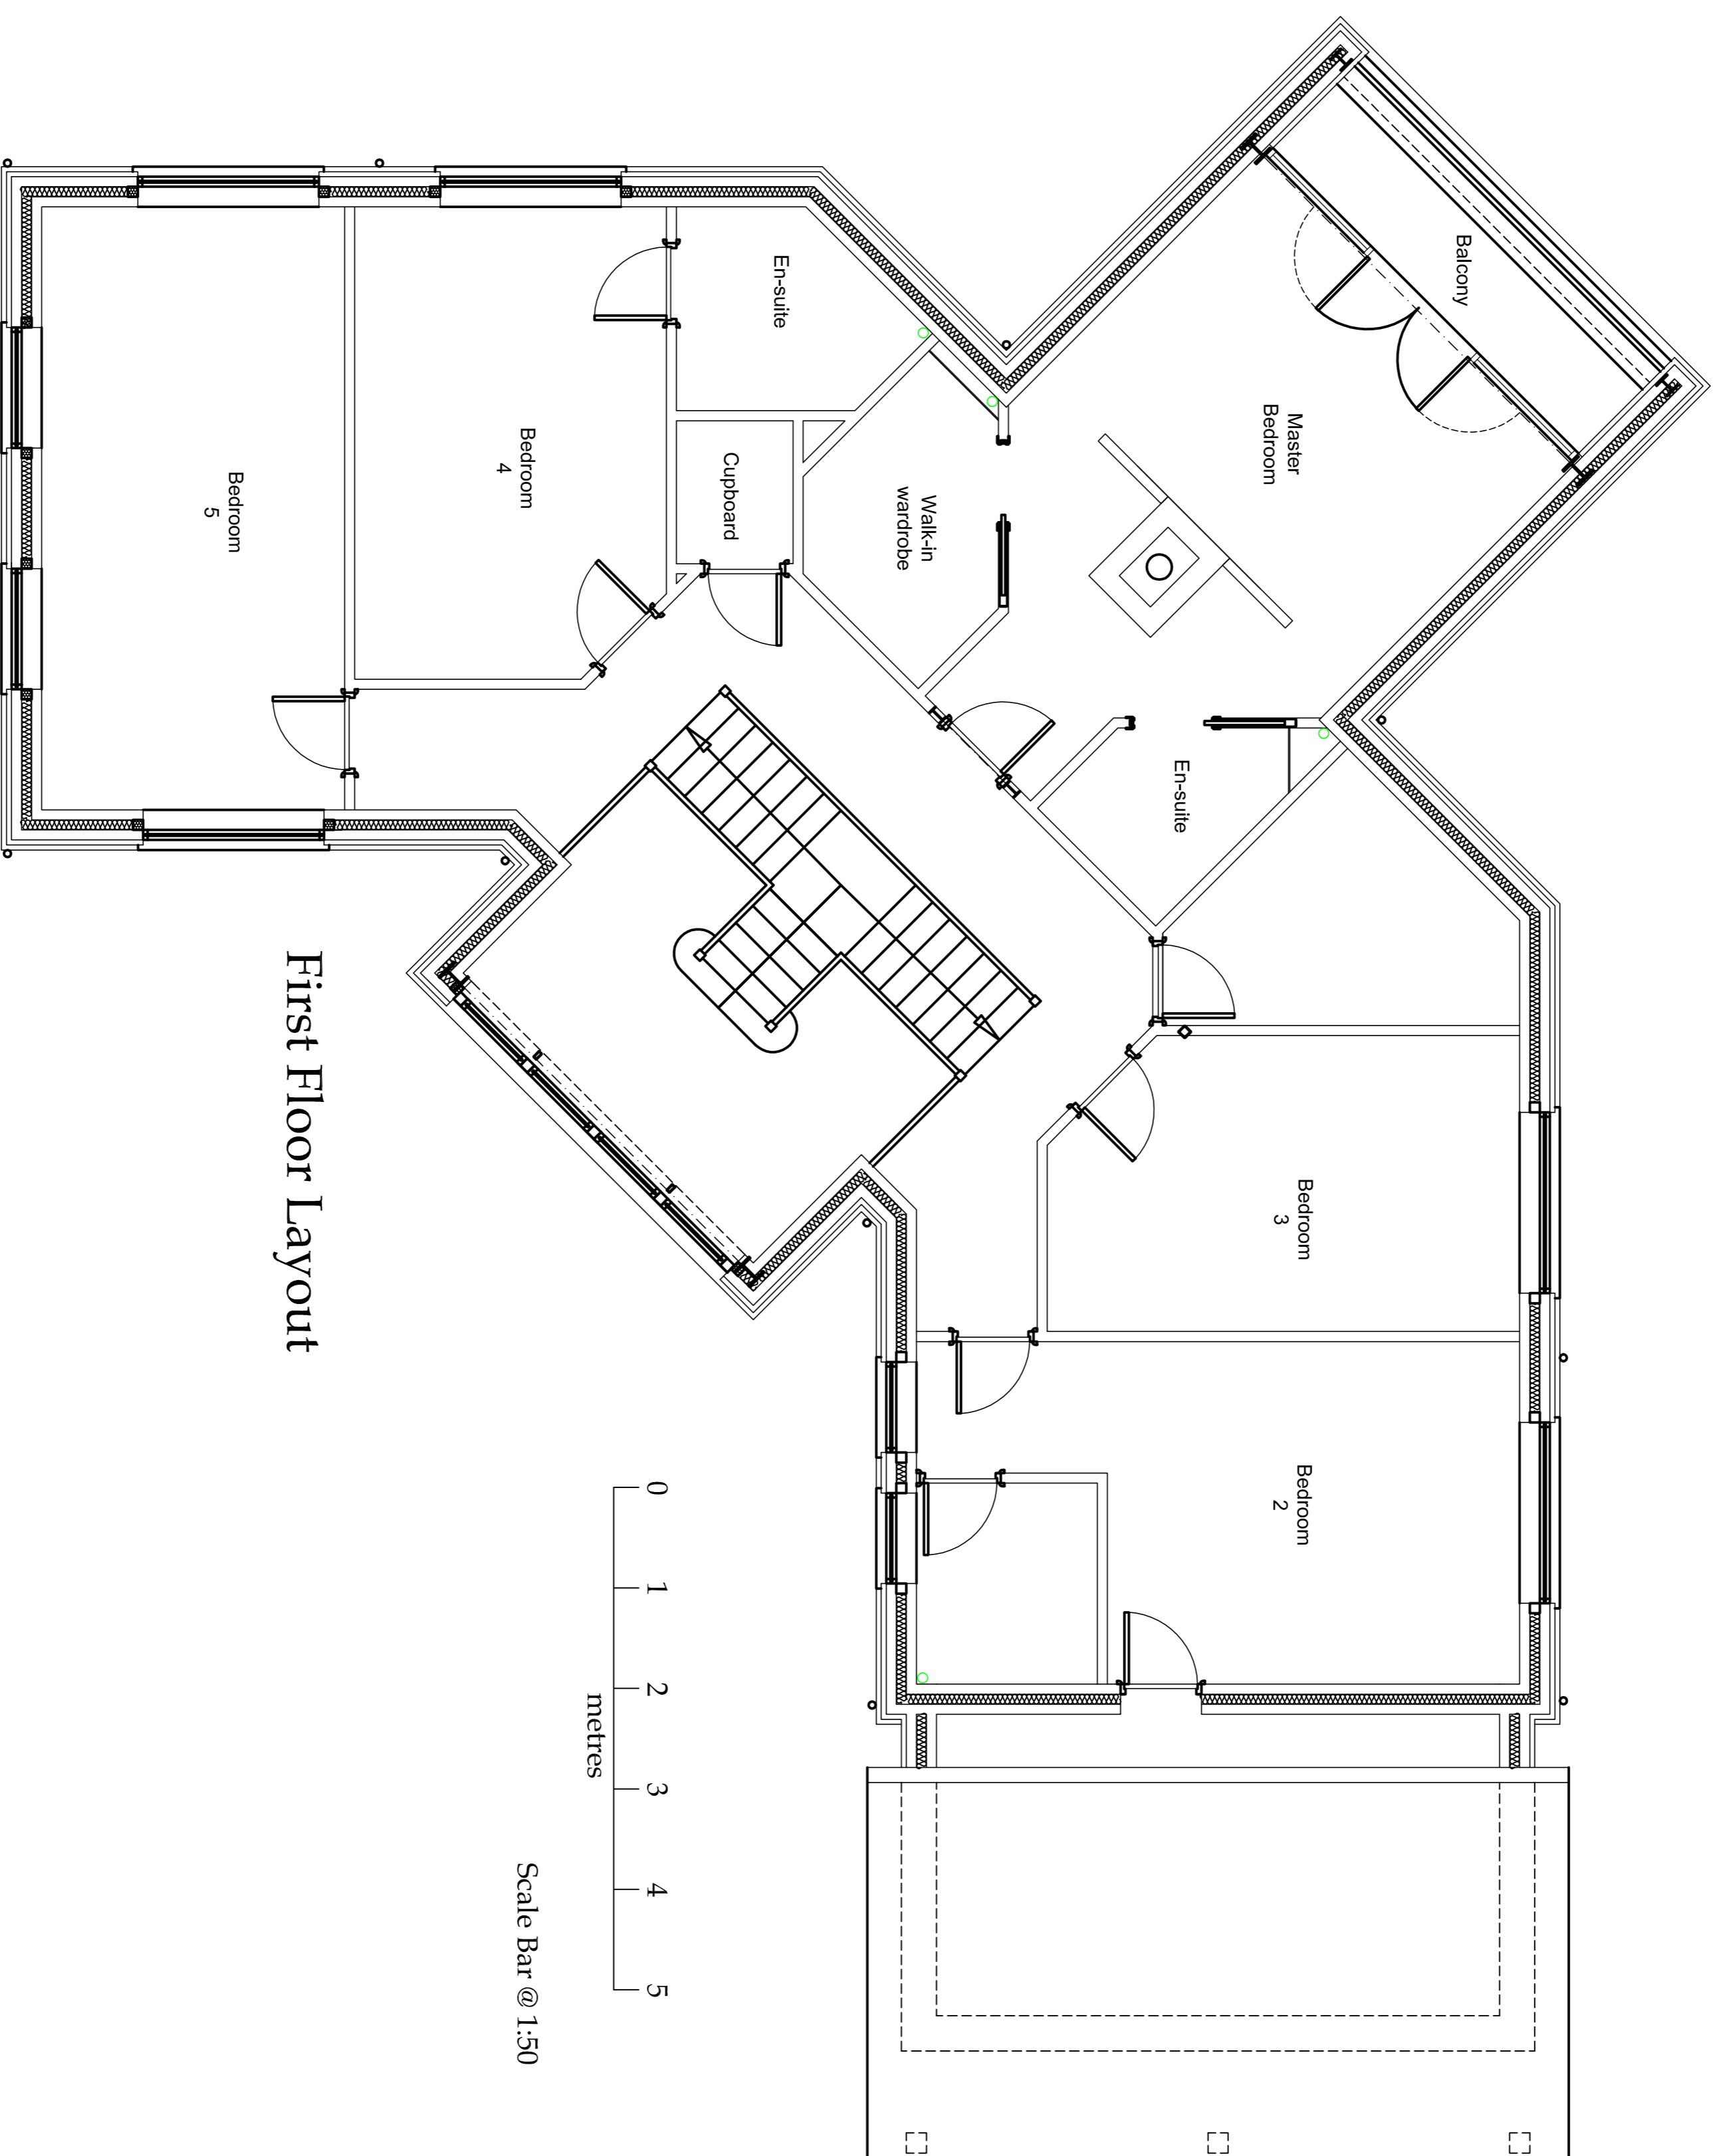 Balcony
Master
Bedroom
En-suite
Walk-in
wardrobe
En-suite
Cupboard
Bedroom
4
Bedroom
5
Bedroom
3
Bedroom
2
First Floor Layout
0 1 2 3 4 5
metres
Scale Bar @ 1:50